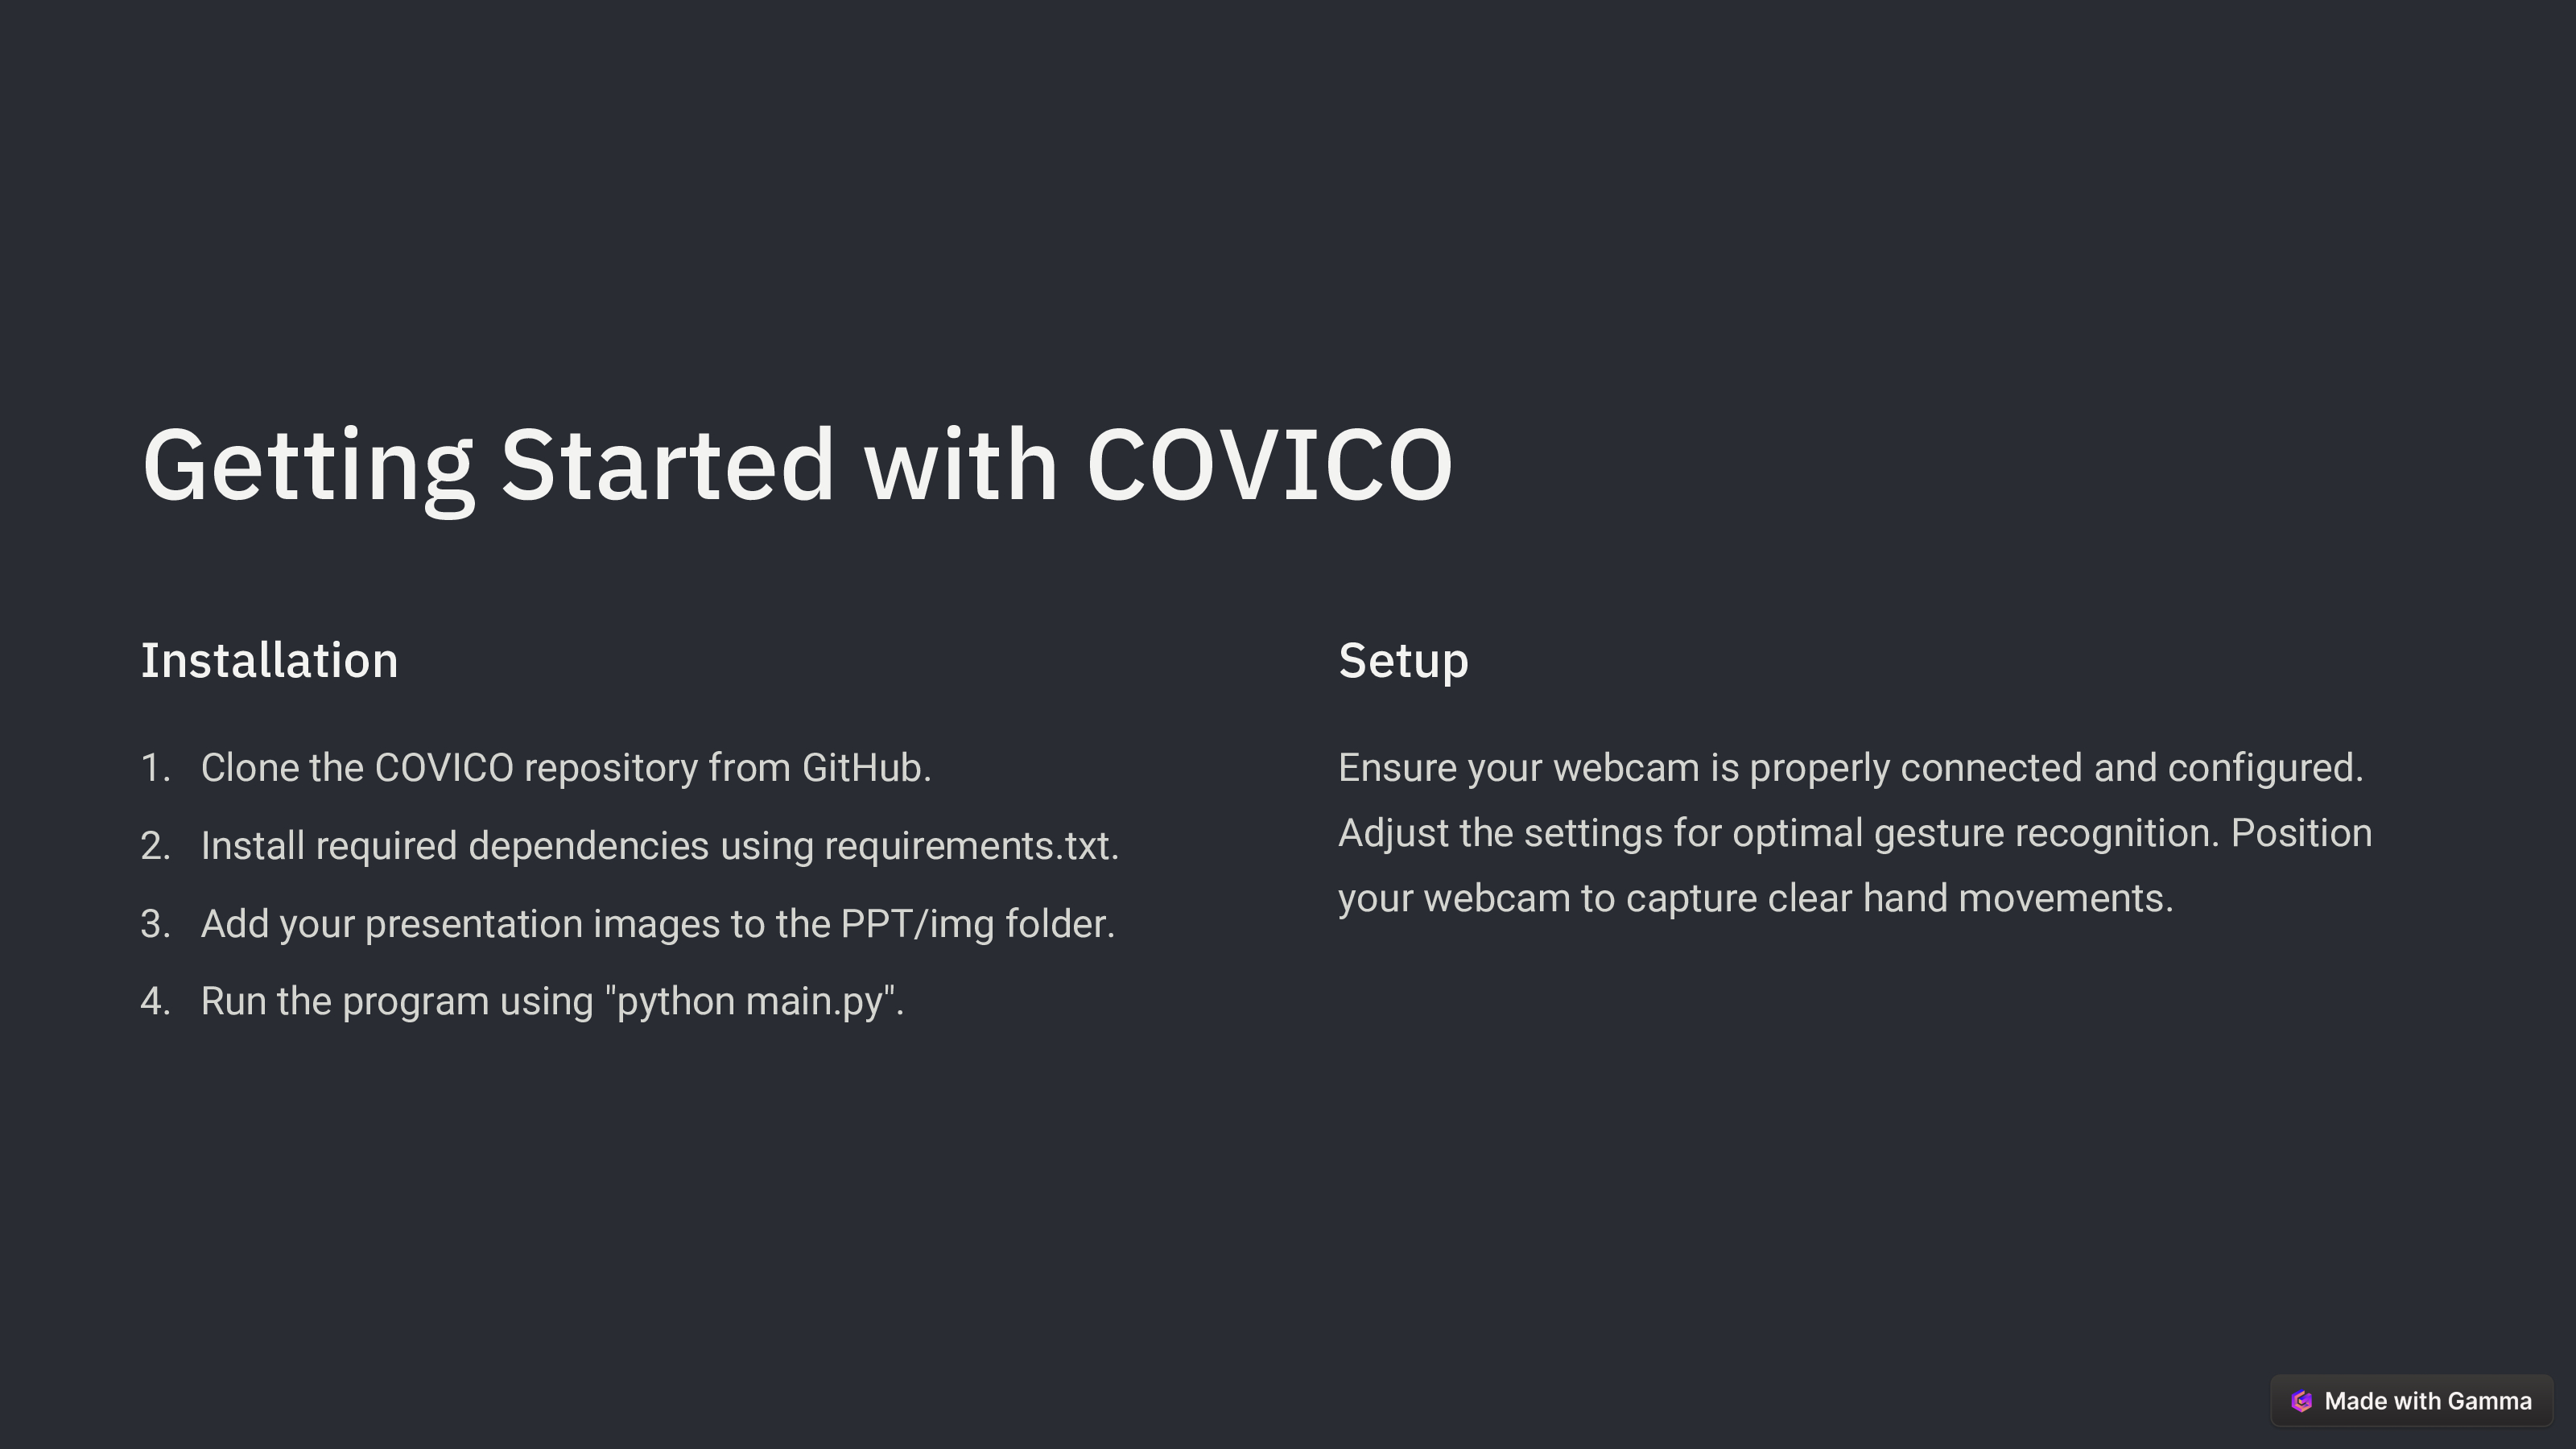 Getting Started with COVICO
Installation
1. Clone the COVICO repository from GitHub.
2. Install required dependencies using requirements.txt.
3. Add your presentation images to the PPT/img folder.
4. Run the program using "python main.py".
Setup
Ensure your webcam is properly connected and configured.
Adjust the settings for optimal gesture recognition. Position
your webcam to capture clear hand movements.
Made with Gamma